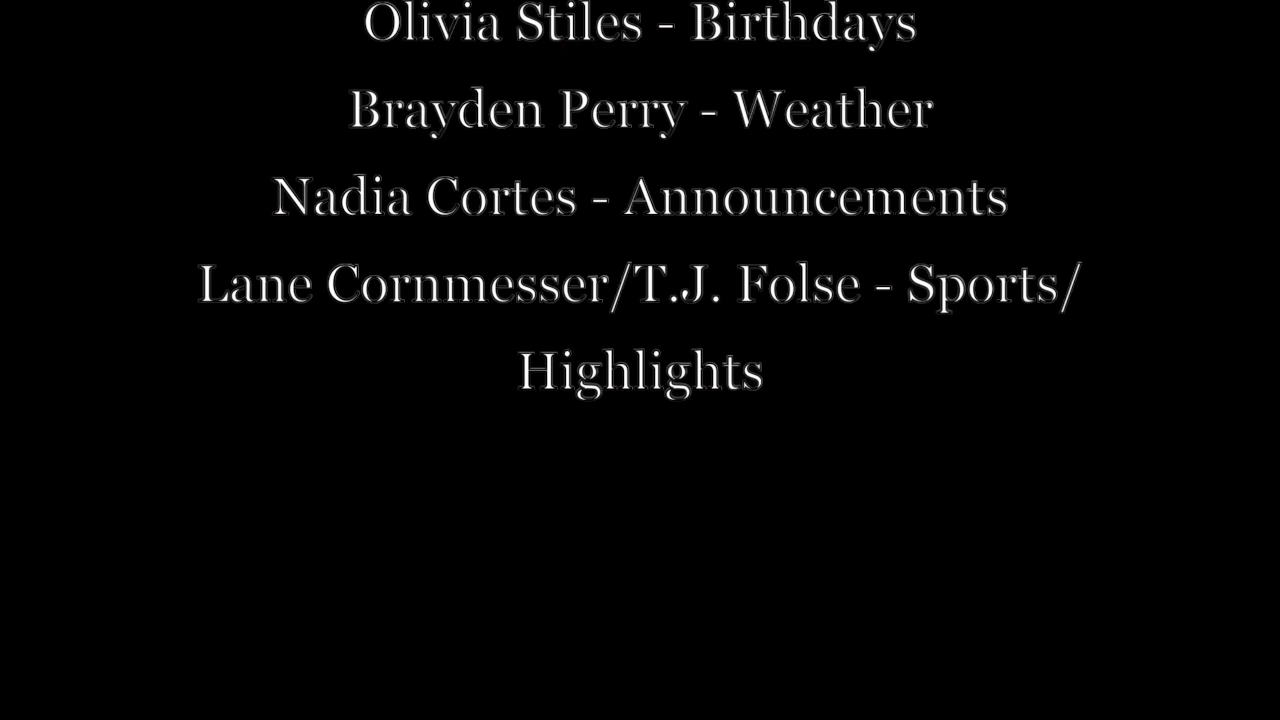 Olivia Stiles - Birthdays
Brayden Perry - Weather
Nadia Cortes - Announcements
Lane Cornmesser/T.J. Folse - Sports/
Highlights